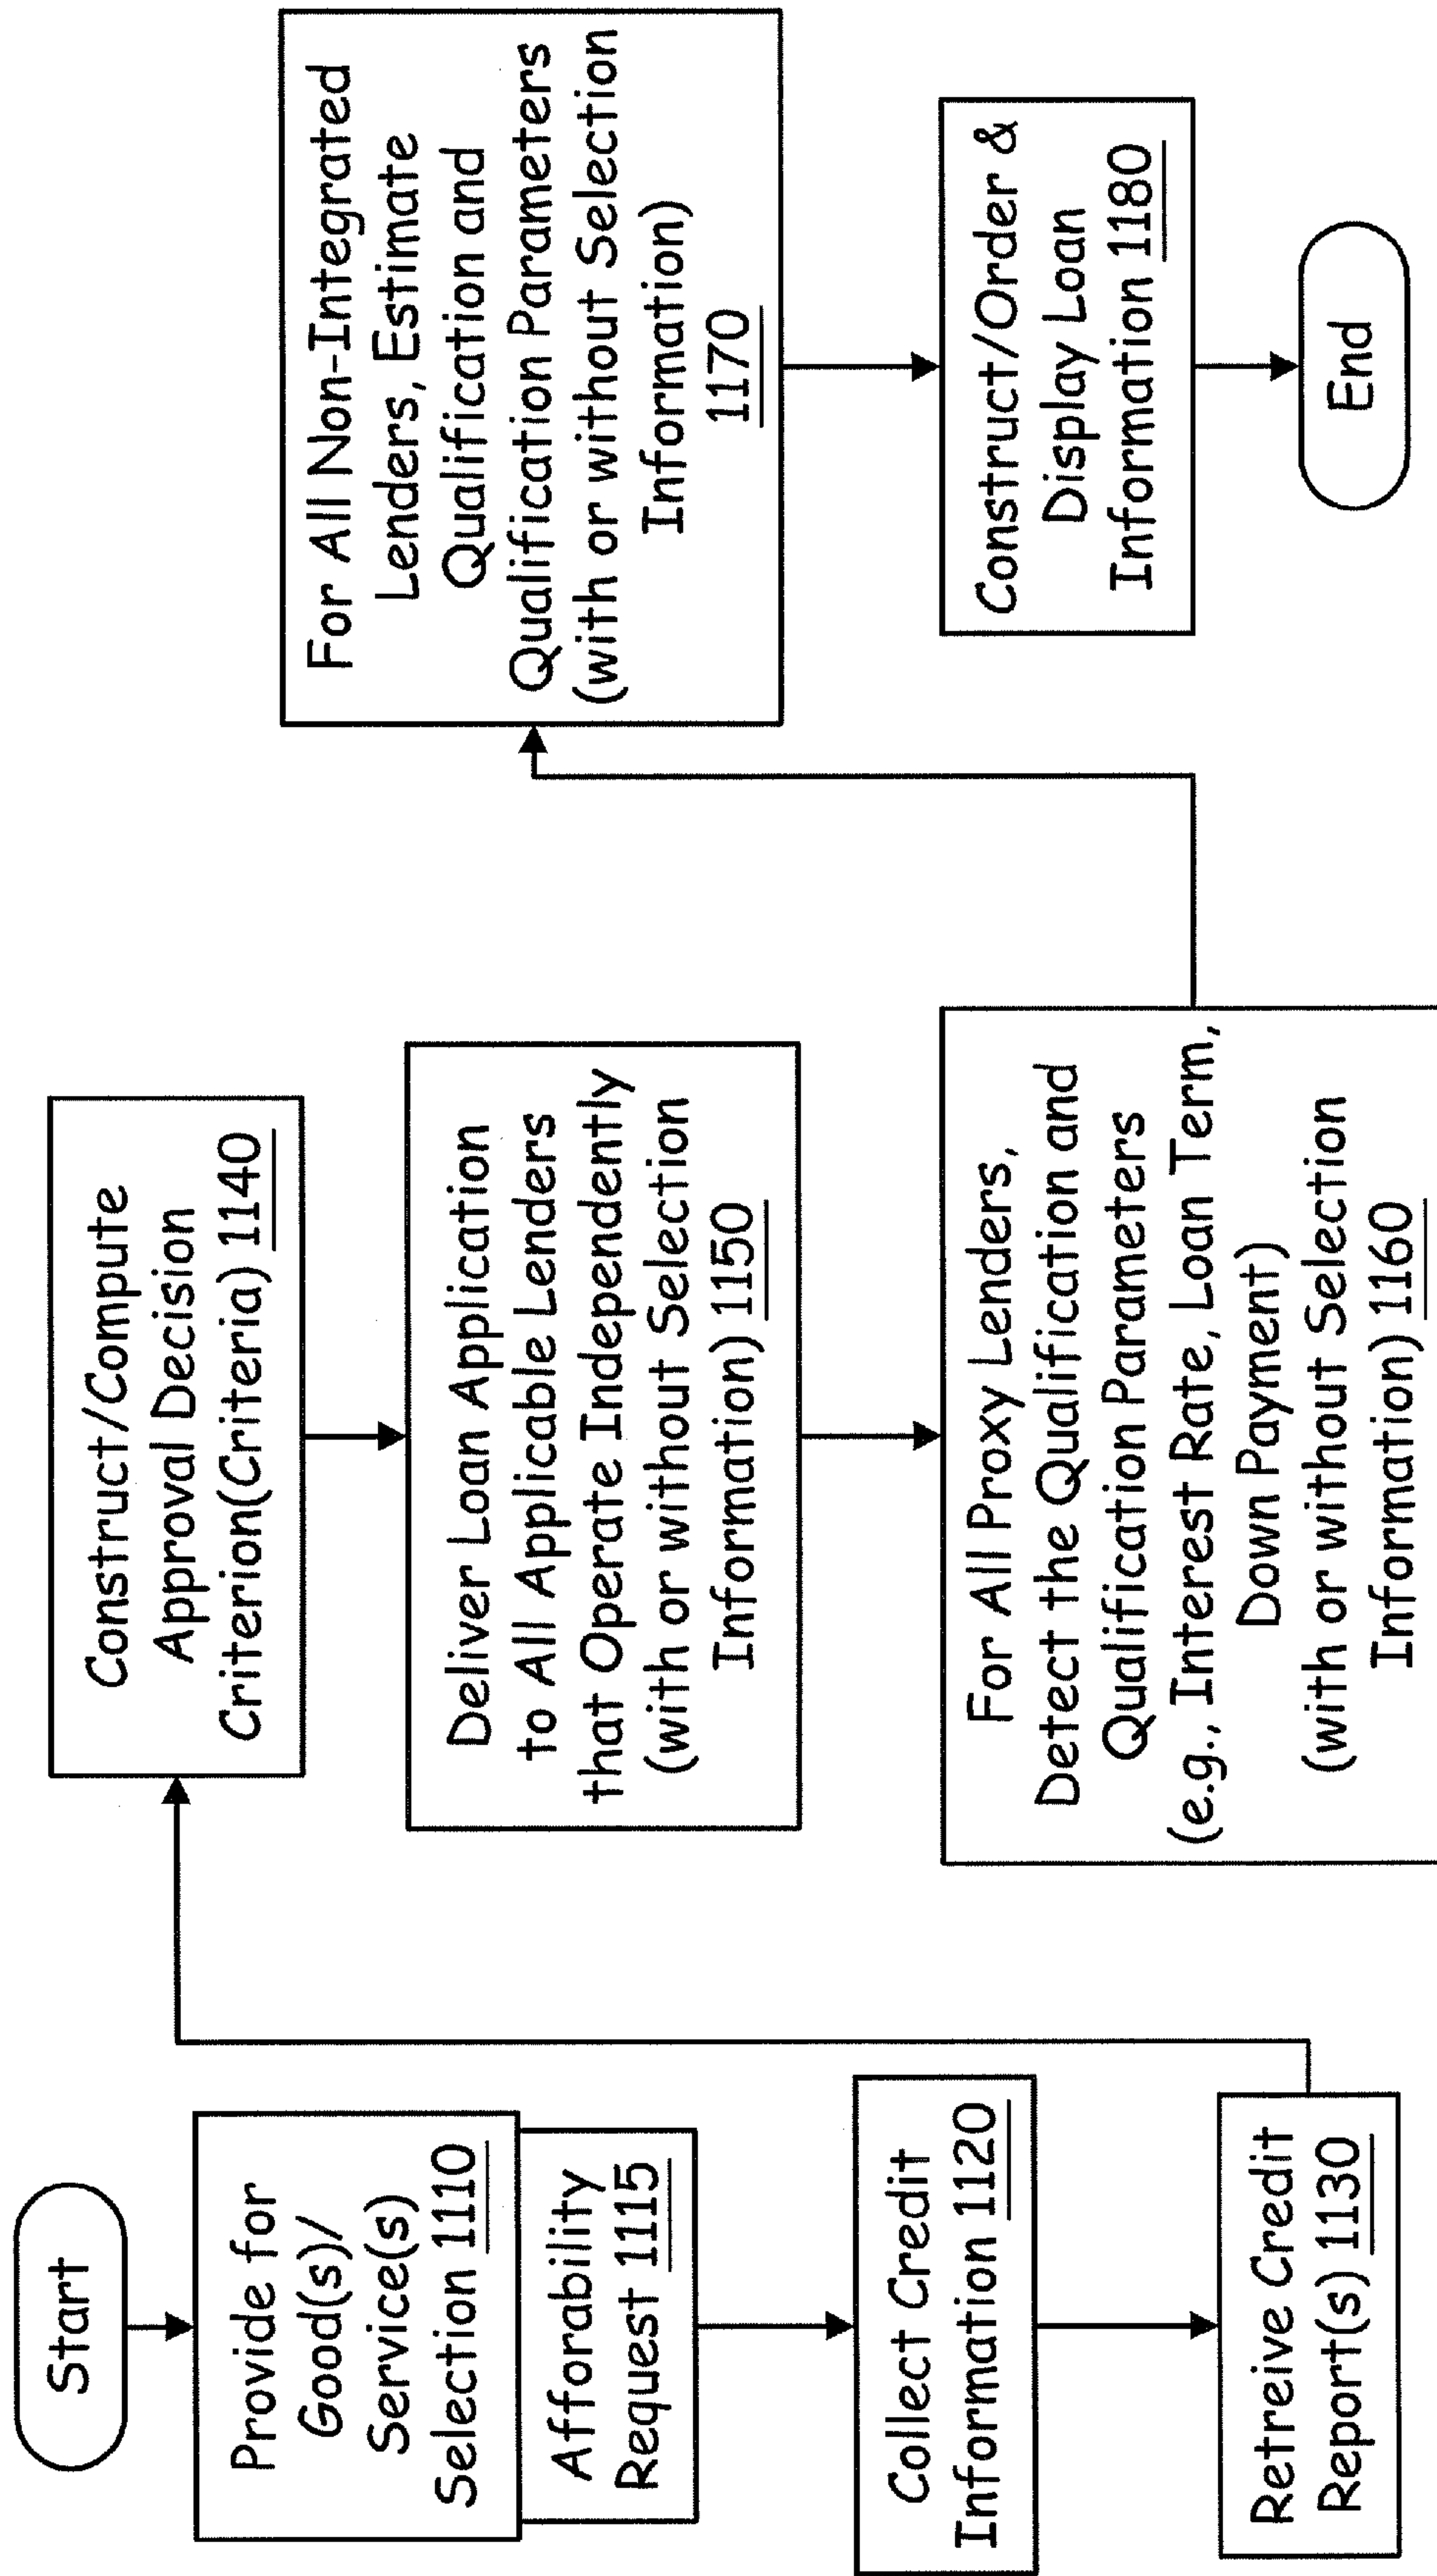 Start
Provide for
Good(s)/
Service(s)
Selection 1110
Afforability
Request 1115
Collect Credit
Information 1120
Retreive Credit
Report(s) 1130
Construct/Compute
Approval Decision
Criterion(Criteria) 1140
Deliver Loan Application
to All Applicable Lenders
that Operate Independently
(with or without Selection
Information) 1150
For All Proxy Lenders,
Detect the Qualification and
Qualification Parameters
(e.g., Interest Rate, Loan Term,
Down Payment)
(with or without Selection
Information) 1160
For All Non-Integrated
Lenders, Estimate
Qualification and
Qualification Parameters
(with or without Selection
Information)
1170
Construct/Order &
Display Loan
Information 1180
End